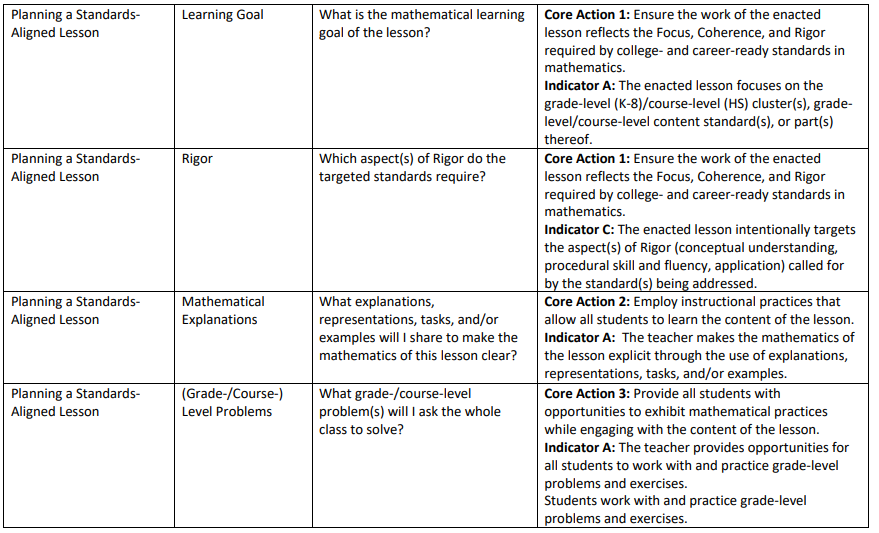 Planning a Standards-
Aligned Lesson
Learning Goal
What is the mathematical learning
goal of the lesson?
Core Action 1: Ensure the work of the enacted
lesson reflects the Focus, Coherence, and Rigor
required by college- and career-ready standards in
mathematics.
Indicator A: The enacted lesson focuses on the
grade-level (K-8)/course-level (HS) cluster(s), grade-
level/course-level content standard(s), or part(s)
thereof.
Planning a Standards-
Aligned Lesson
Rigor
Which aspect(s) of Rigor do the
targeted standards require?
Core Action 1: Ensure the work of the enacted
lesson reflects the Focus, Coherence, and Rigor
required by college- and career-ready standards in
mathematics.
Indicator C: The enacted lesson intentionally targets
the aspect(s) of Rigor (conceptual understanding,
procedural skill and fluency, application) called for
by the standard(s) being addressed.
Planning a Standards-
Aligned Lesson
Mathematical
Explanations
What explanations,
representations, tasks, and/or
examples will I share to make the
mathematics of this lesson clear?
Core Action 2: Employ instructional practices that
allow all students to learn the content of the lesson.
Indicator A:  The teacher makes the mathematics of
the lesson explicit through the use of explanations,
representations, tasks, and/or examples.
Planning a Standards-
Aligned Lesson
(Grade-/Course-)
Level Problems
What grade-/course-level
problem(s) will I ask the whole
class to solve?
Core Action 3: Provide all students with
opportunities to exhibit mathematical practices
while engaging with the content of the lesson.
Indicator A: The teacher provides opportunities for
all students to work with and practice grade-level
problems and exercises.
Students work with and practice grade-level
problems and exercises.